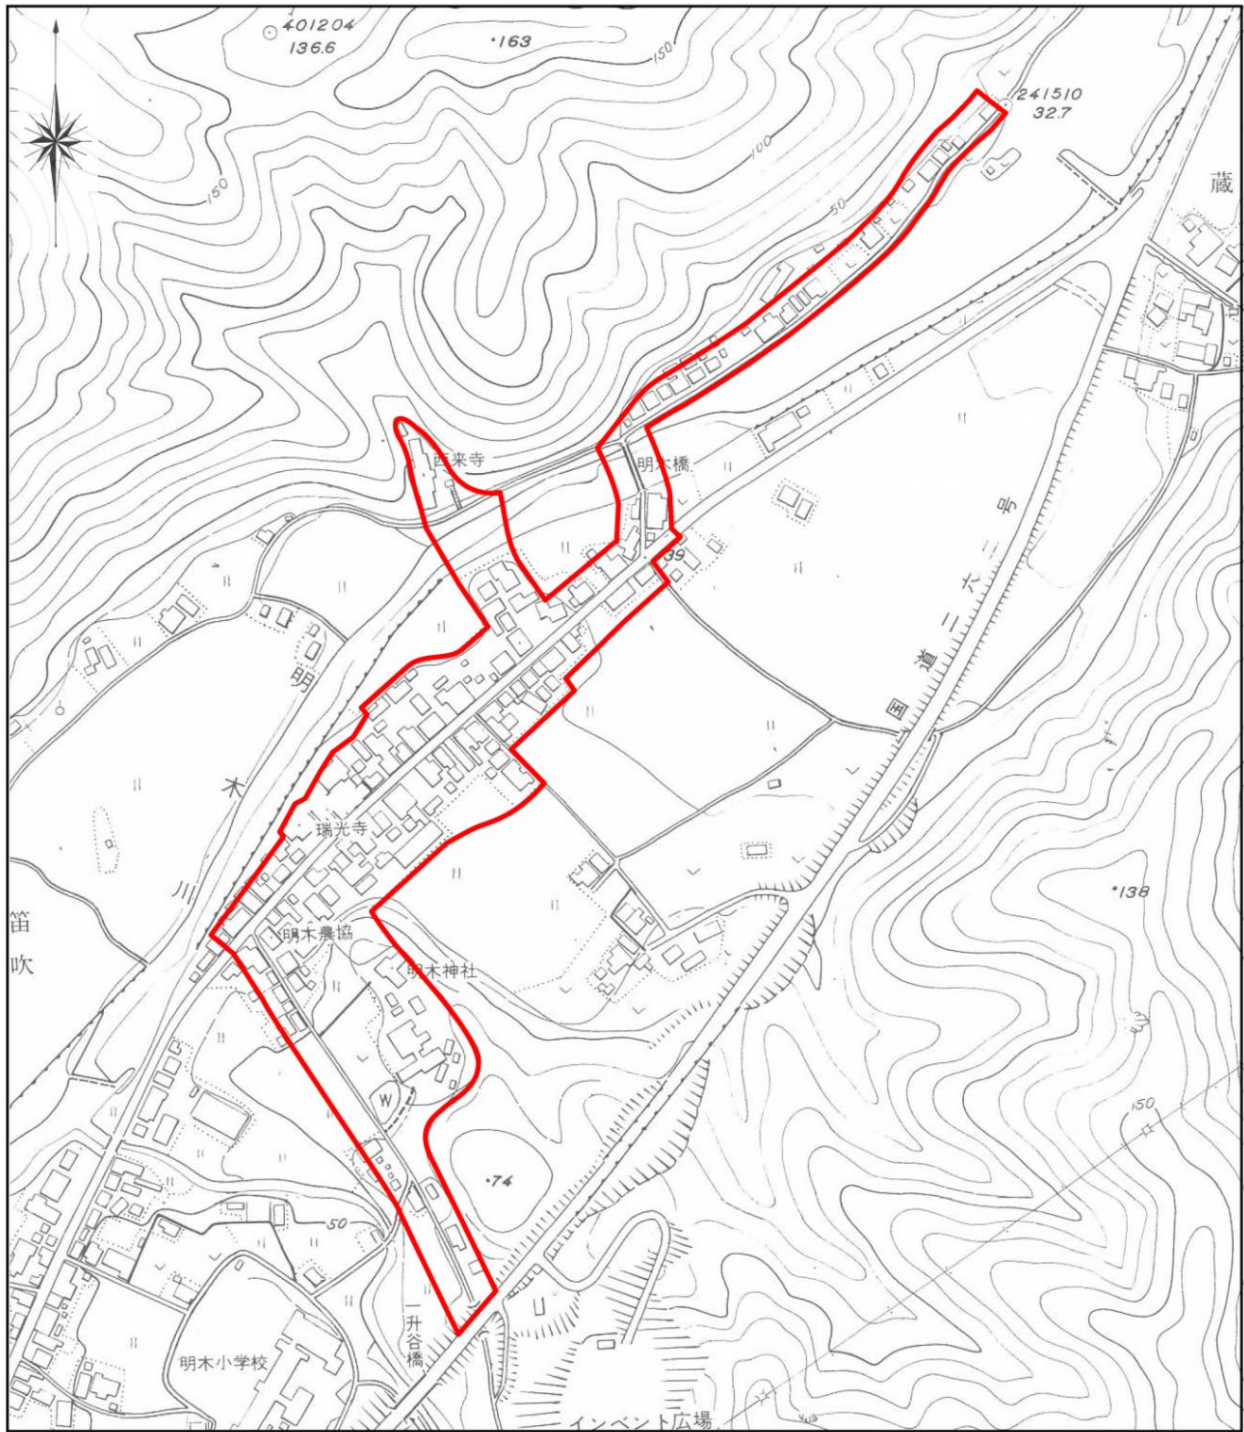 401204
136.6
・163
150
150
100
50
241510
32.7
蔵
西来寺
明木橋
39
国道二六二号
明木川
瑞光寺
笛吹
明木農協
明木神社
・138
W
・74
150
50
一升谷橋
明木小学校
インベント広場